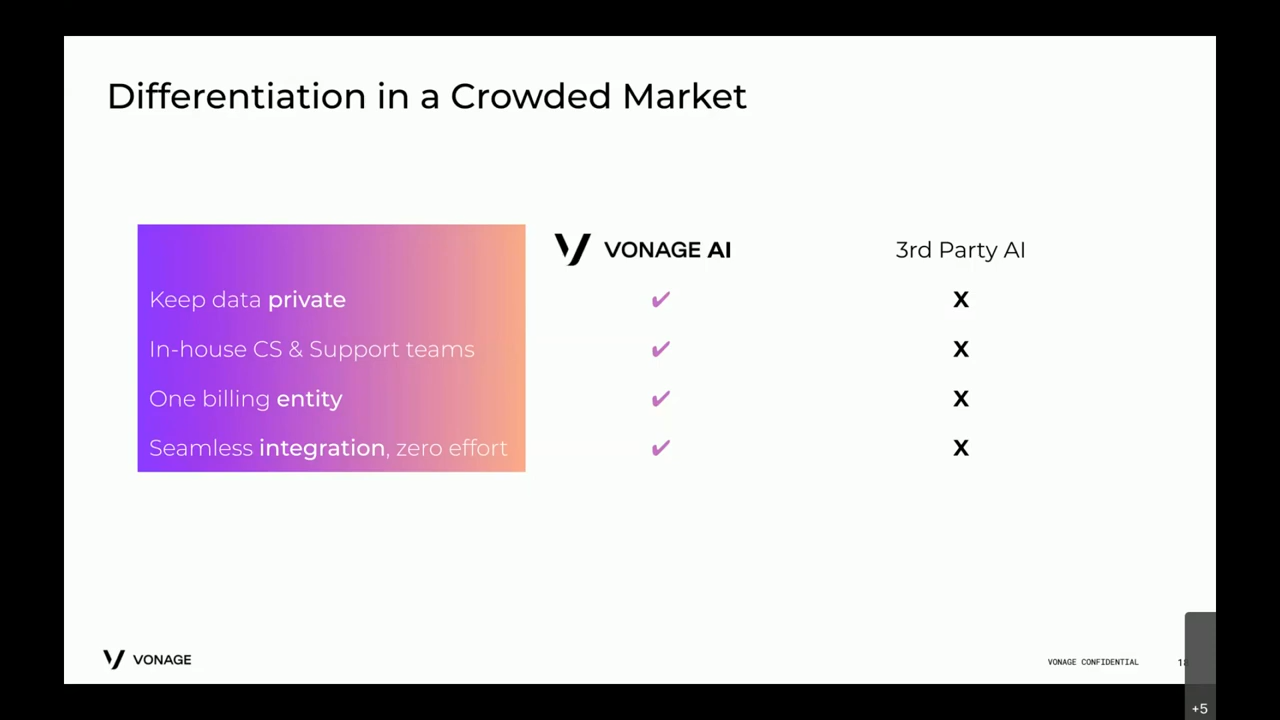 Differentiation in a Crowded Market
VONAGE AI 3rd Party AI
Keep data private ✔ X
In-house CS & Support teams ✔ X
One billing entity ✔ X
Seamless integration, zero effort ✔ X
VONAGE
VONAGE CONFIDENTIAL
+5